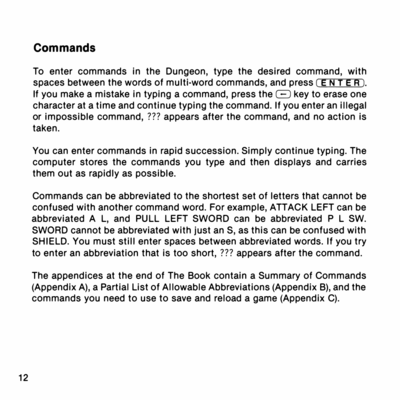 Commands
To enter commands in the Dungeon, type the desired command, with
spaces between the words of multi-word commands, and press ENTER.
If you make a mistake in typing a command, press the ← key to erase one
character at a time and continue typing the command. If you enter an illegal
or impossible command, ??? appears after the command, and no action is
taken.
You can enter commands in rapid succession. Simply continue typing. The
computer stores the commands you type and then displays and carries
them out as rapidly as possible.
Commands can be abbreviated to the shortest set of letters that cannot be
confused with another command word. For example, ATTACK LEFT can be
abbreviated A L, and PULL LEFT SWORD can be abbreviated P L SW.
SWORD cannot be abbreviated with just an S, as this can be confused with
SHIELD. You must still enter spaces between abbreviated words. If you try
to enter an abbreviation that is too short, ??? appears after the command.
The appendices at the end of The Book contain a Summary of Commands
(Appendix A), a Partial List of Allowable Abbreviations (Appendix B), and the
commands you need to use to save and reload a game (Appendix C).
12